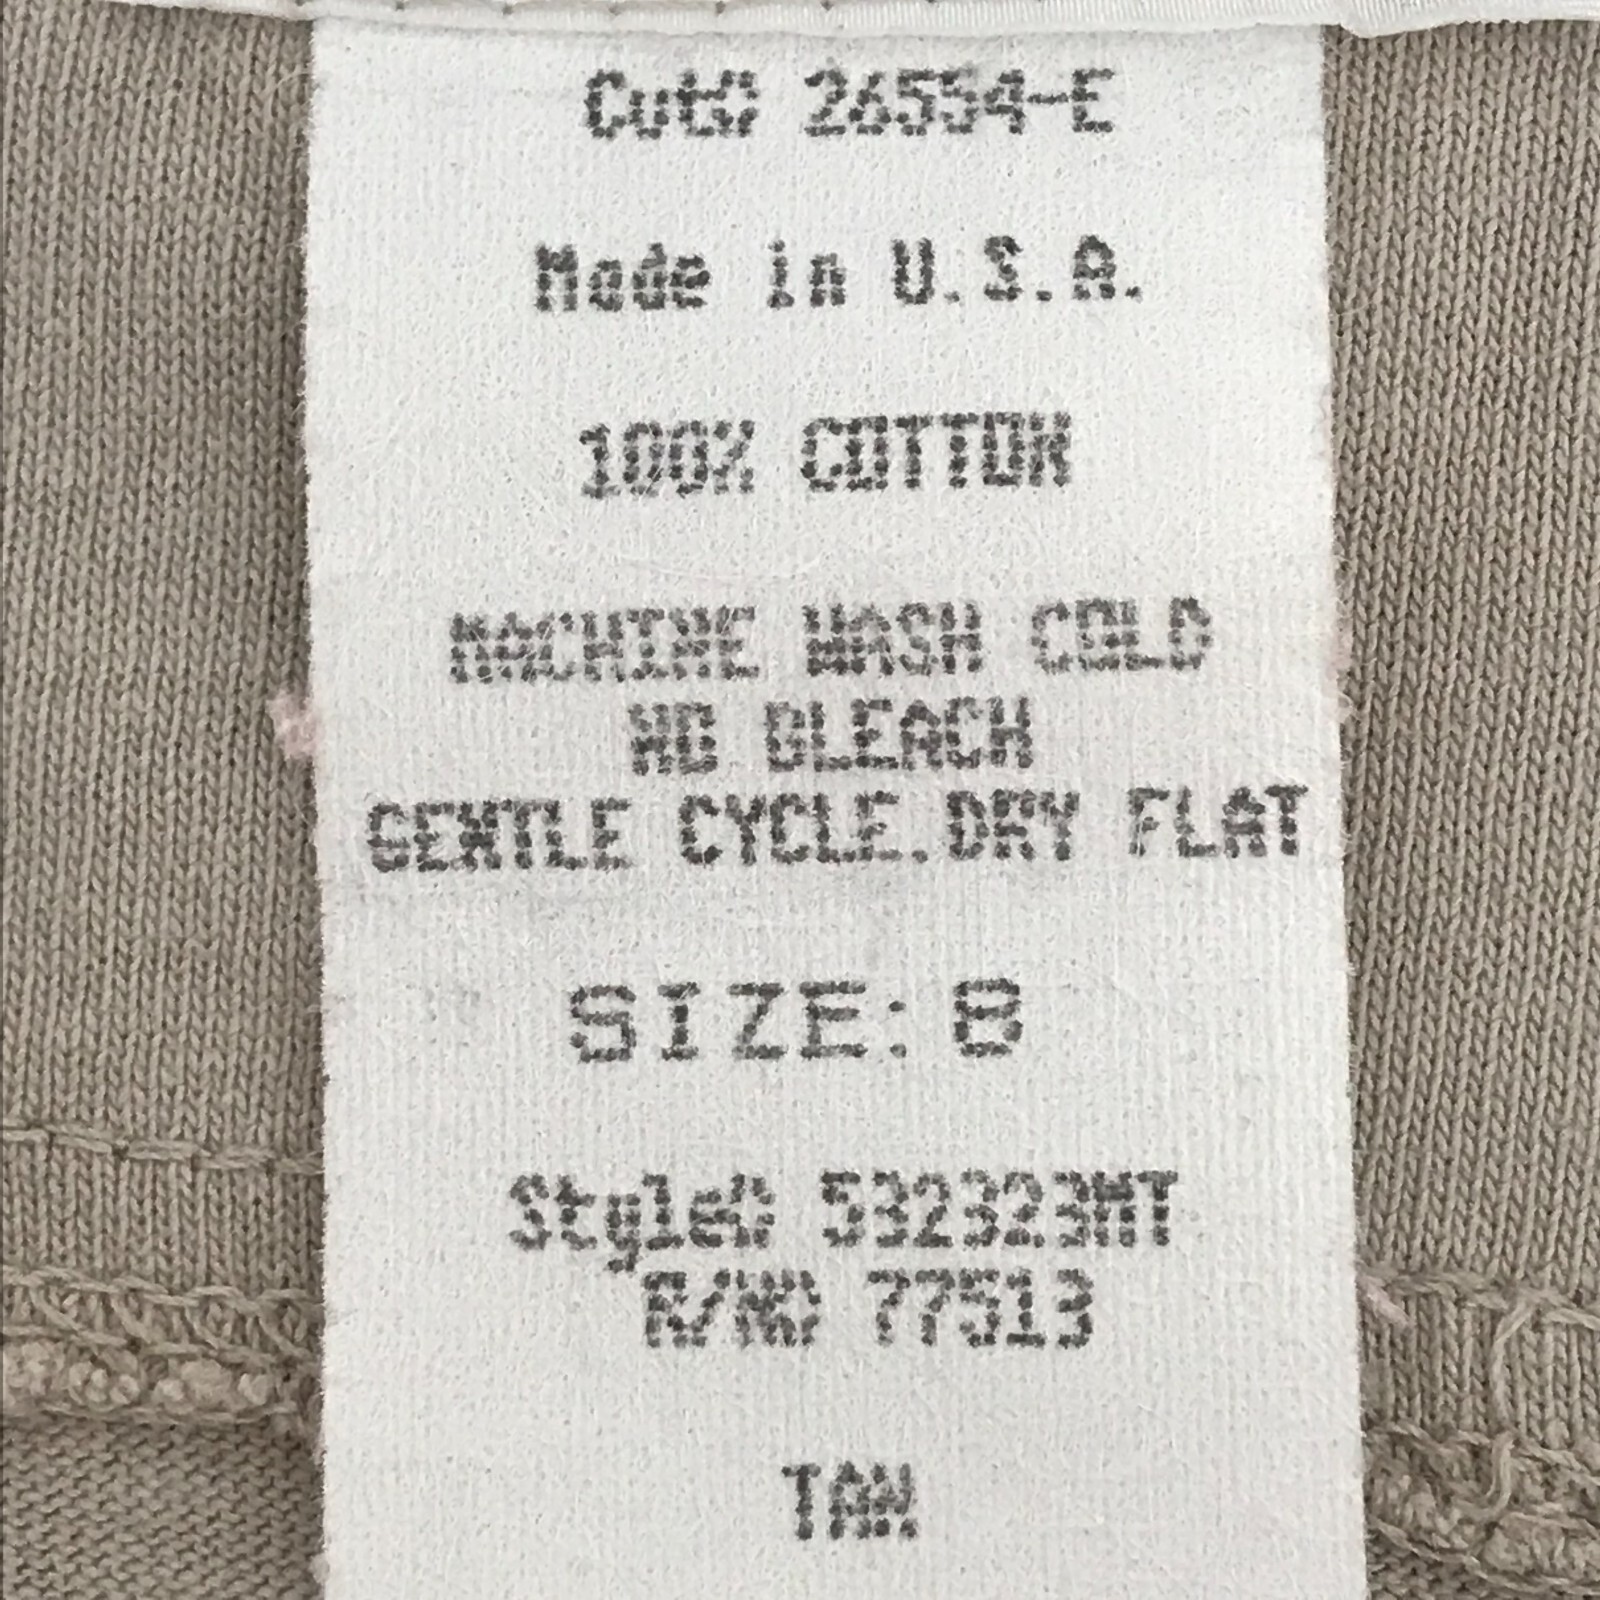 Cut<> 26554-E
Made in U.S.A.
100% COTTON
MACHINE WASH COLD
NO BLEACH
GENTLE CYCLE.DRY FLAT
SIZE: 8
Style<> 532323MT
R/N<> 77513
TAN